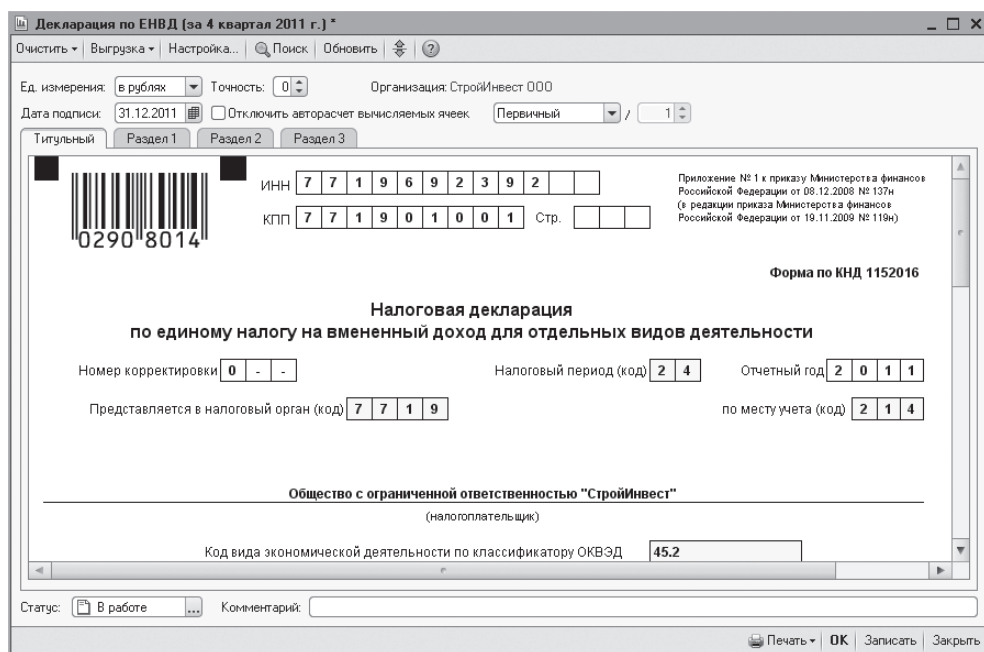 Декларация по ЕНВД (за 4 квартал 2011 г.) *
Очистить Выгрузка Настройка... Поиск Обновить ?
Ед. измерения: в рублях Точность: 0 Организация: СтройИнвест ООО
Дата подписи: 31.12.2011 Отключить авторасчет вычисляемых ячеек Первичный / 1
Титульный Раздел 1 Раздел 2 Раздел 3
ИНН 7 7 1 9 6 9 2 3 9 2
КПП 7 7 1 9 0 1 0 0 1 Стр.
0290 8014
Приложение № 1 к приказу Министерства финансов
Российской Федерации от 08.12.2008 № 137н
(в редакции приказа Министерства финансов
Российской Федерации от 19.11.2009 № 119н)
Форма по КНД 1152016
Налоговая декларация
по единому налогу на вмененный доход для отдельных видов деятельности
Номер корректировки 0 - - Налоговый период (код) 2 4 Отчетный год 2 0 1 1
Представляется в налоговый орган (код) 7 7 1 9 по месту учета (код) 2 1 4
Общество с ограниченной ответственностью "СтройИнвест"
(налогоплательщик)
Код вида экономической деятельности по классификатору ОКВЭД 45.2
Статус: В работе ... Комментарий:
Печать OK Записать Закрыть